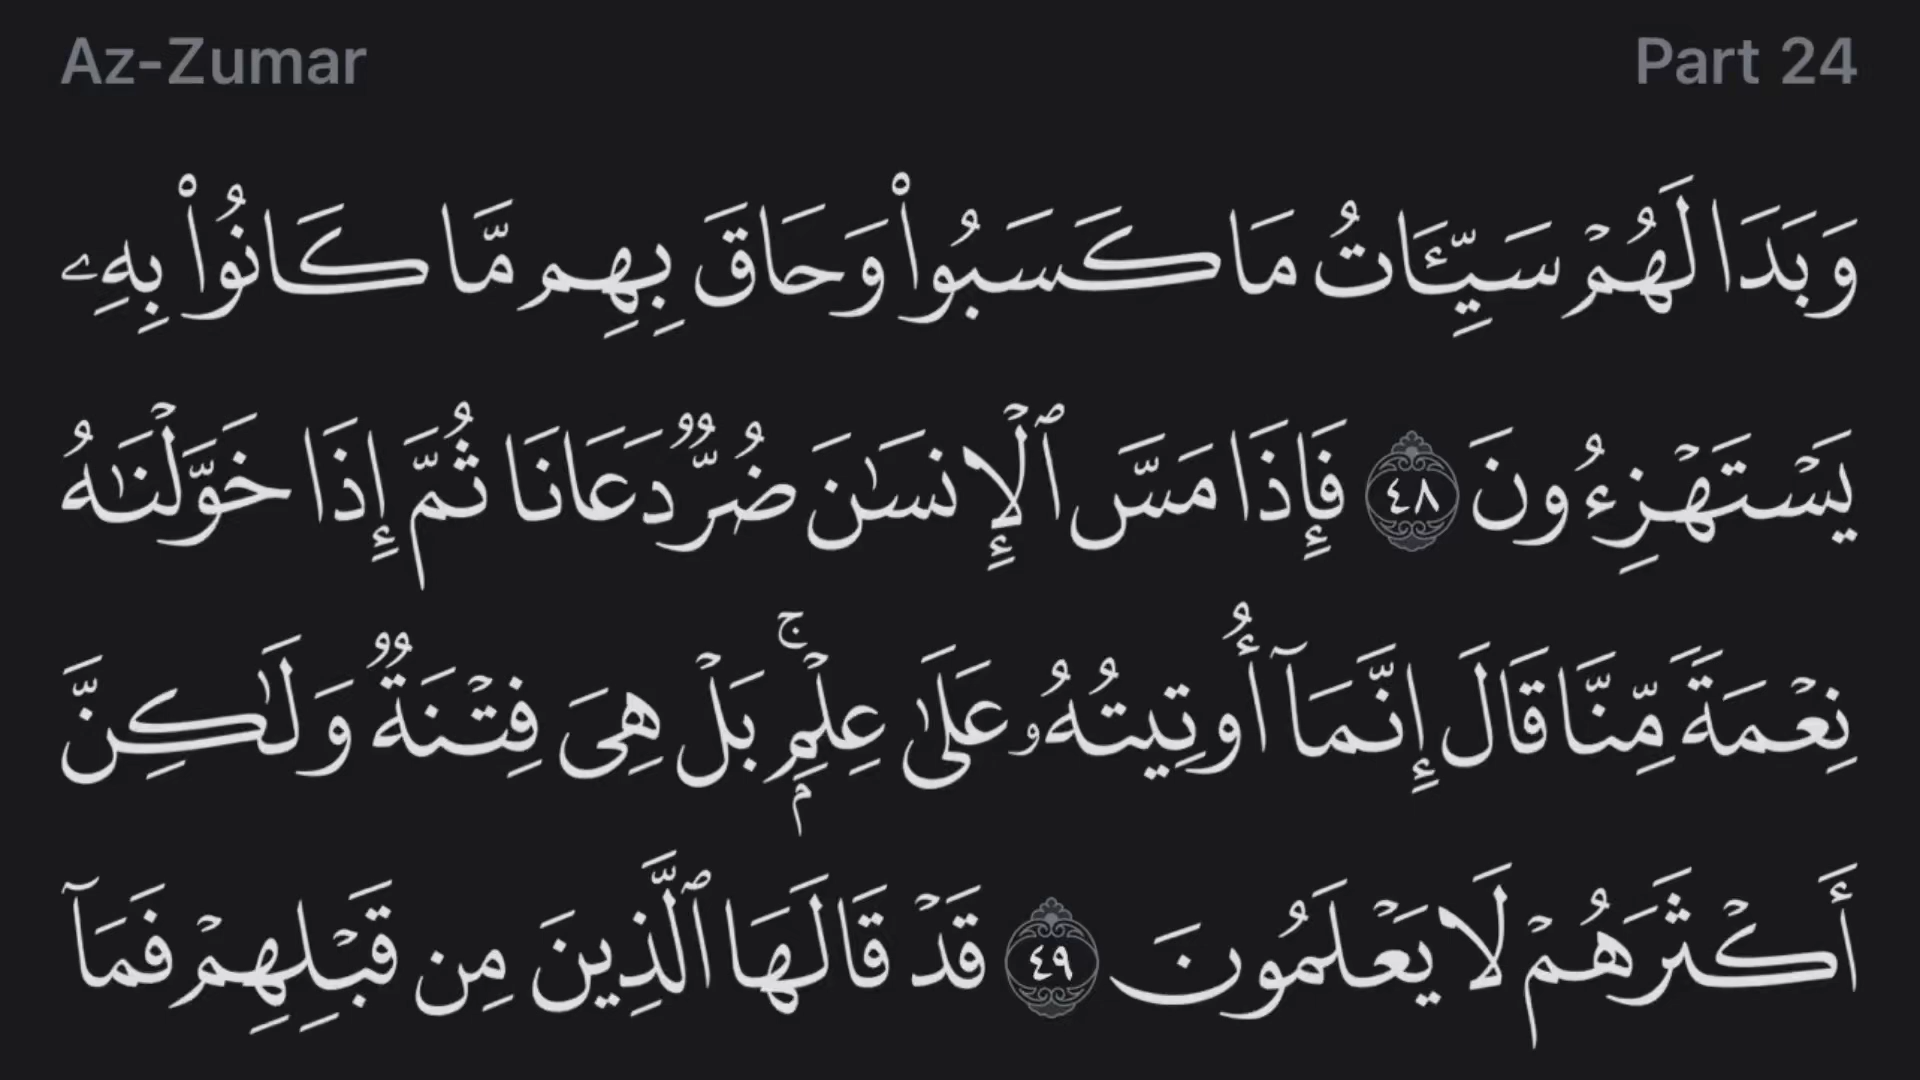 Az-Zumar Part 24
وَبَدَا لَهُمۡ سَيِّـَٔاتُ مَا كَسَبُواْ وَحَاقَ بِهِم مَّا كَانُواْ بِهِۦ
يَسۡتَهۡزِءُونَ ٤٨ فَإِذَا مَسَّ ٱلۡإِنسَٰنَ ضُرّٞ دَعَانَا ثُمَّ إِذَا خَوَّلۡنَٰهُ
نِعۡمَةٗ مِّنَّا قَالَ إِنَّمَآ أُوتِيتُهُۥ عَلَىٰ عِلۡمِۭۚ بَلۡ هِيَ فِتۡنَةٞ وَلَٰكِنَّ
أَكۡثَرَهُمۡ لَا يَعۡلَمُونَ ٤٩ قَدۡ قَالَهَا ٱلَّذِينَ مِن قَبۡلِهِمۡ فَمَآ